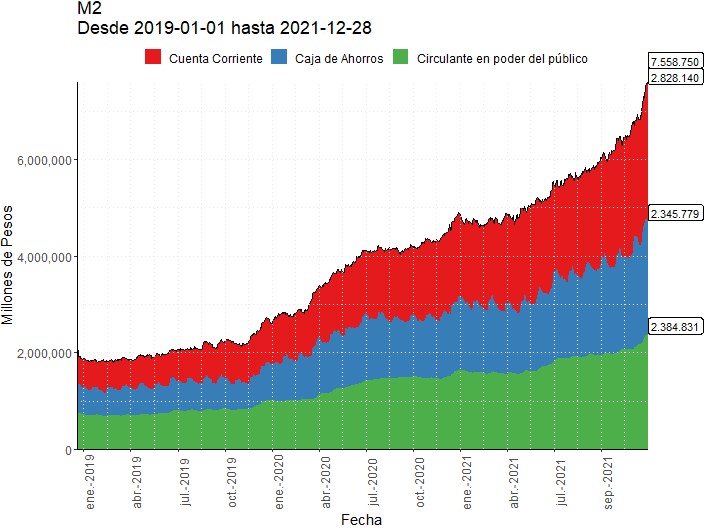 M2
Desde 2019-01-01 hasta 2021-12-28
Cuenta Corriente
Caja de Ahorros
Circulante en poder del público
7.558.750
2.828.140
6,000,000
2.345.779
4,000,000
2.384.831
2,000,000
0
Millones de Pesos
ene.-2019
abr.-2019
jul.-2019
oct.-2019
ene.-2020
abr.-2020
jul.-2020
oct.-2020
ene.-2021
abr.-2021
jul.-2021
sep.-2021
Fecha